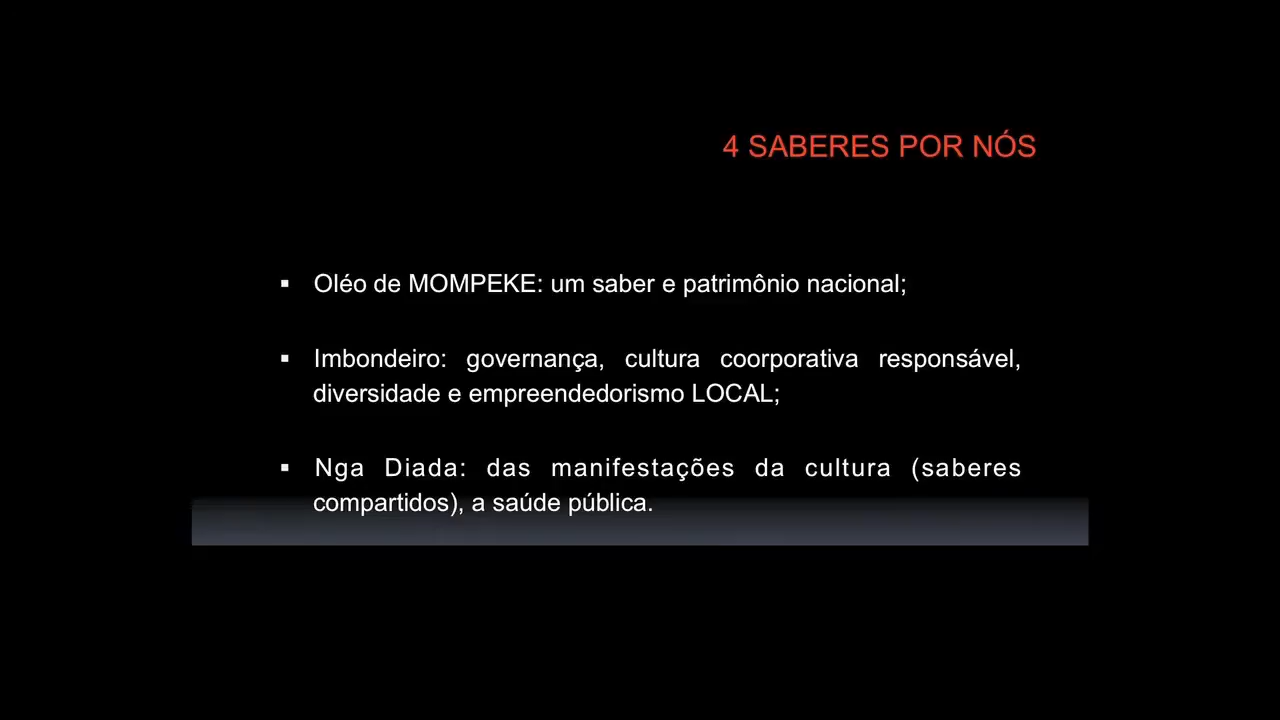 4 SABERES POR NÓS
▪ Oléo de MOMPEKE: um saber e patrimônio nacional;
▪ Imbondeiro: governança, cultura coorporativa responsável,
diversidade e empreendedorismo LOCAL;
▪ Nga Diada: das manifestações da cultura (saberes
compartidos), a saúde pública.